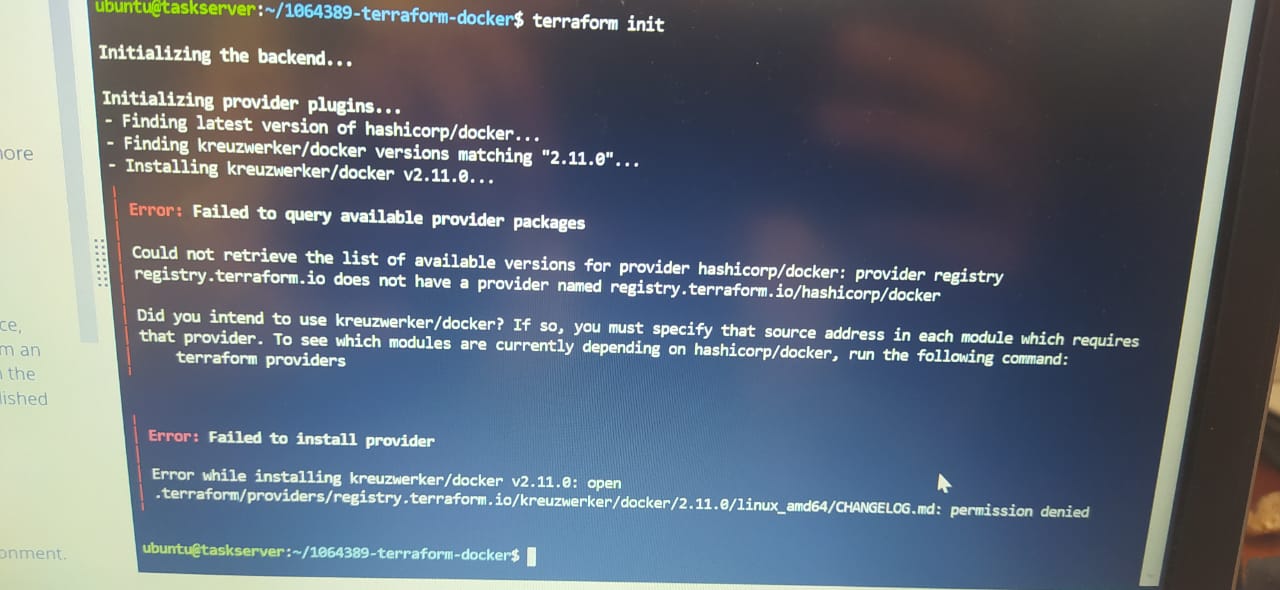 ubuntu@taskserver:~/1064389-terraform-docker$ terraform init
Initializing the backend...
Initializing provider plugins...
- Finding latest version of hashicorp/docker...
- Finding kreuzwerker/docker versions matching "2.11.0"...
- Installing kreuzwerker/docker v2.11.0...
Error: Failed to query available provider packages
Could not retrieve the list of available versions for provider hashicorp/docker: provider registry
registry.terraform.io does not have a provider named registry.terraform.io/hashicorp/docker
Did you intend to use kreuzwerker/docker? If so, you must specify that source address in each module which requires
that provider. To see which modules are currently depending on hashicorp/docker, run the following command:
terraform providers
Error: Failed to install provider
Error while installing kreuzwerker/docker v2.11.0: open
.terraform/providers/registry.terraform.io/kreuzwerker/docker/2.11.0/linux_amd64/CHANGELOG.md: permission denied
ubuntu@taskserver:~/1064389-terraform-docker$
m an
the